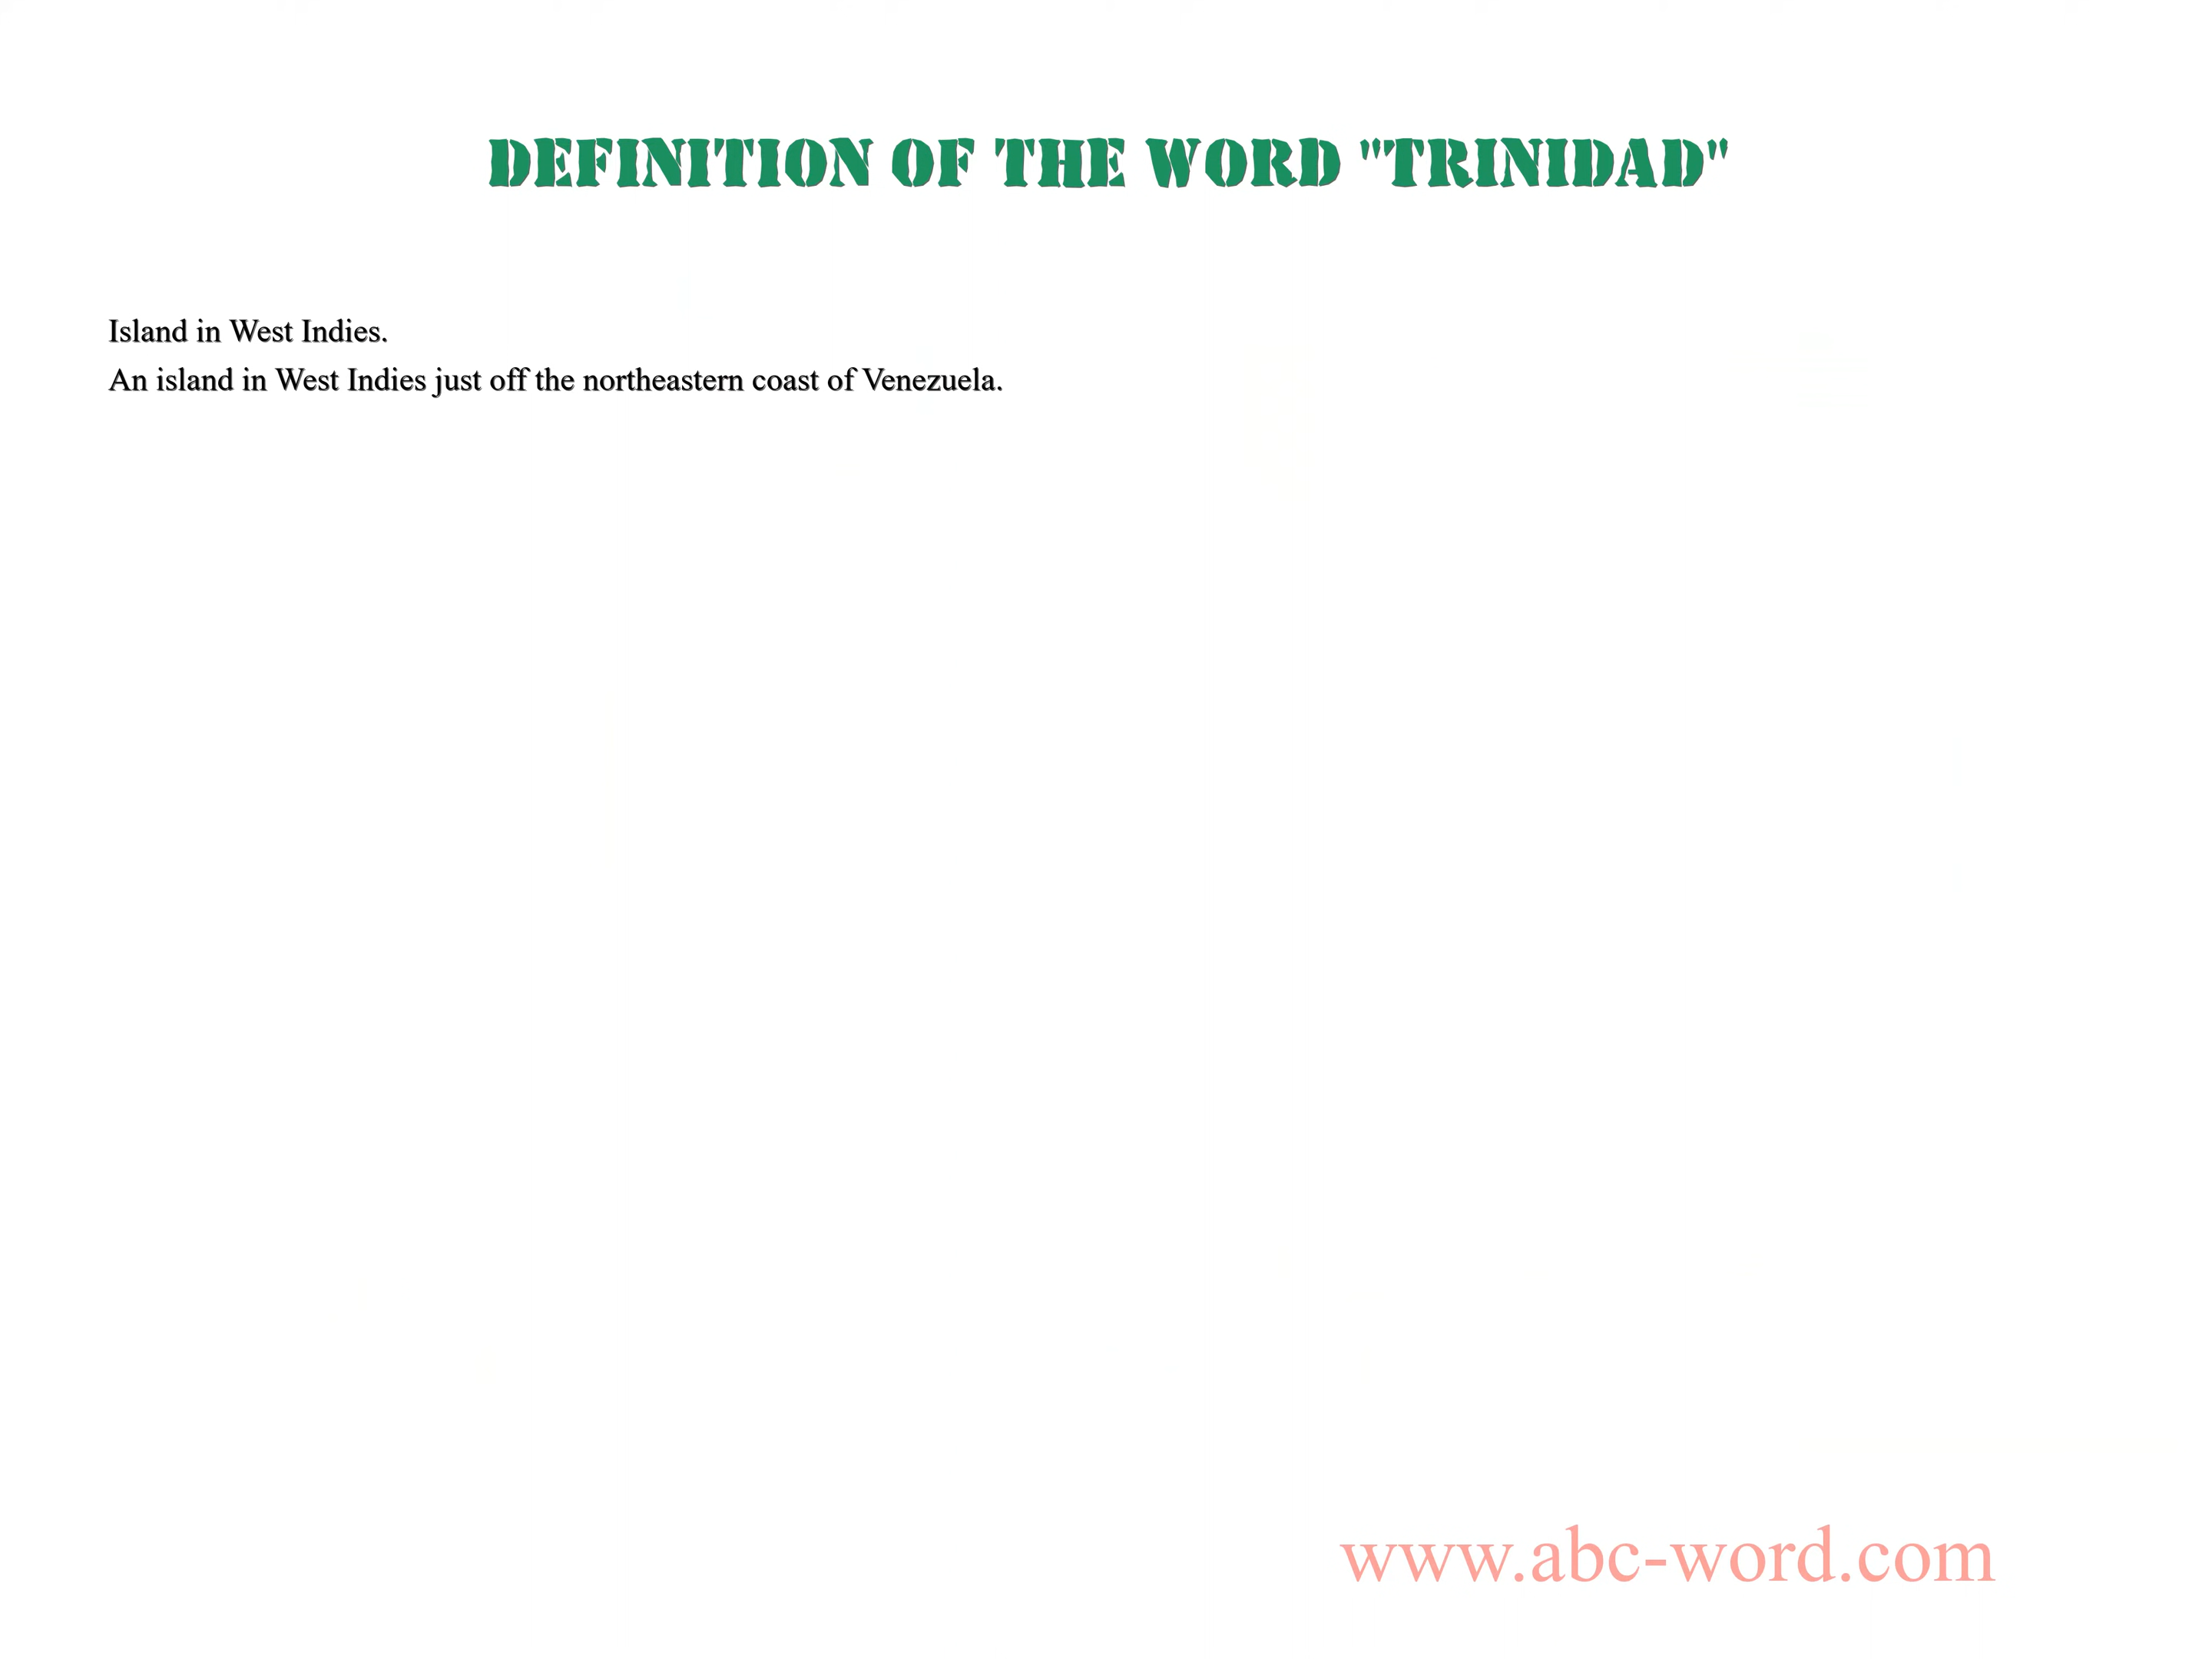 DEFINITION OF THE WORD "TRINIDAD"
Island in West Indies.
An island in West Indies just off the northeastern coast of Venezuela.
www.abc-word.com